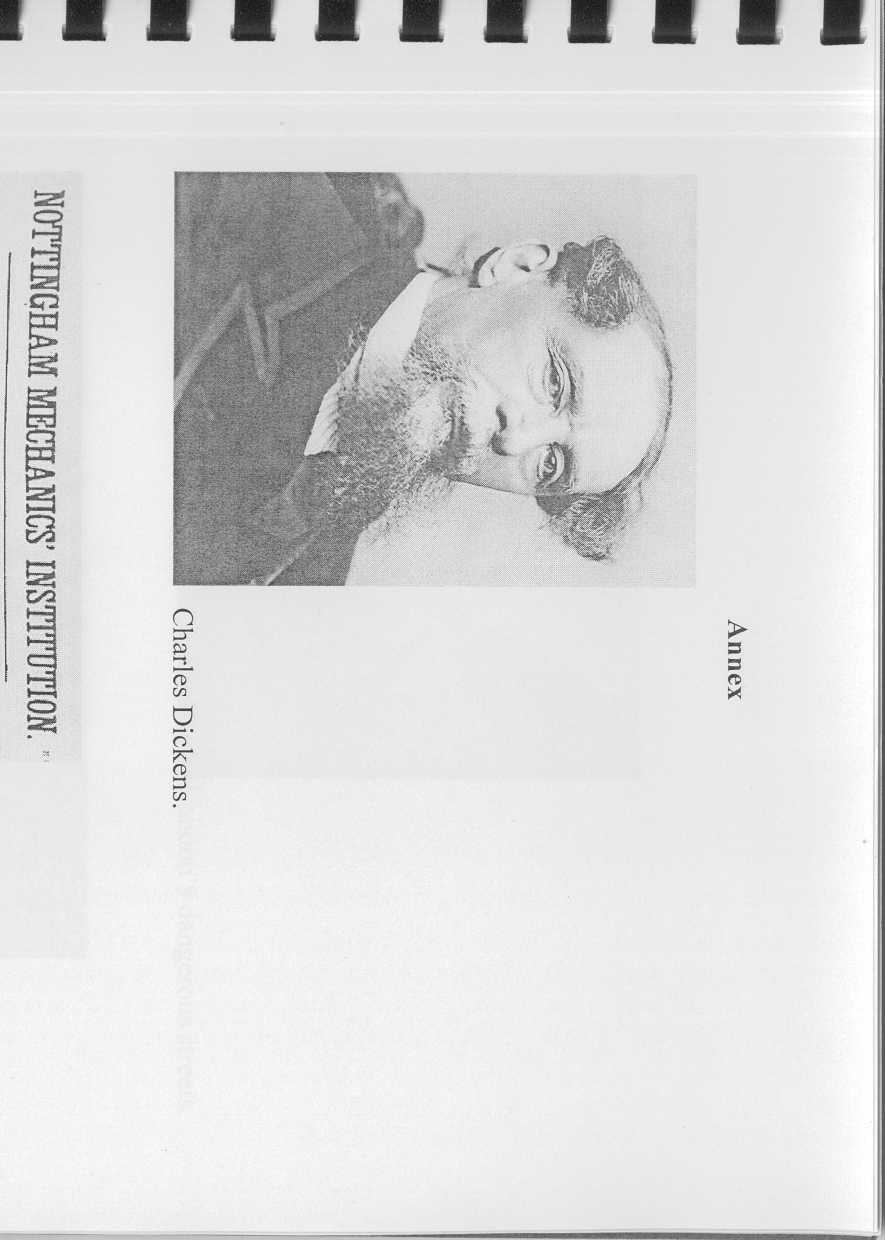 Annex
Charles Dickens.
NOTTINGHAM MECHANICS' INSTITUTION.